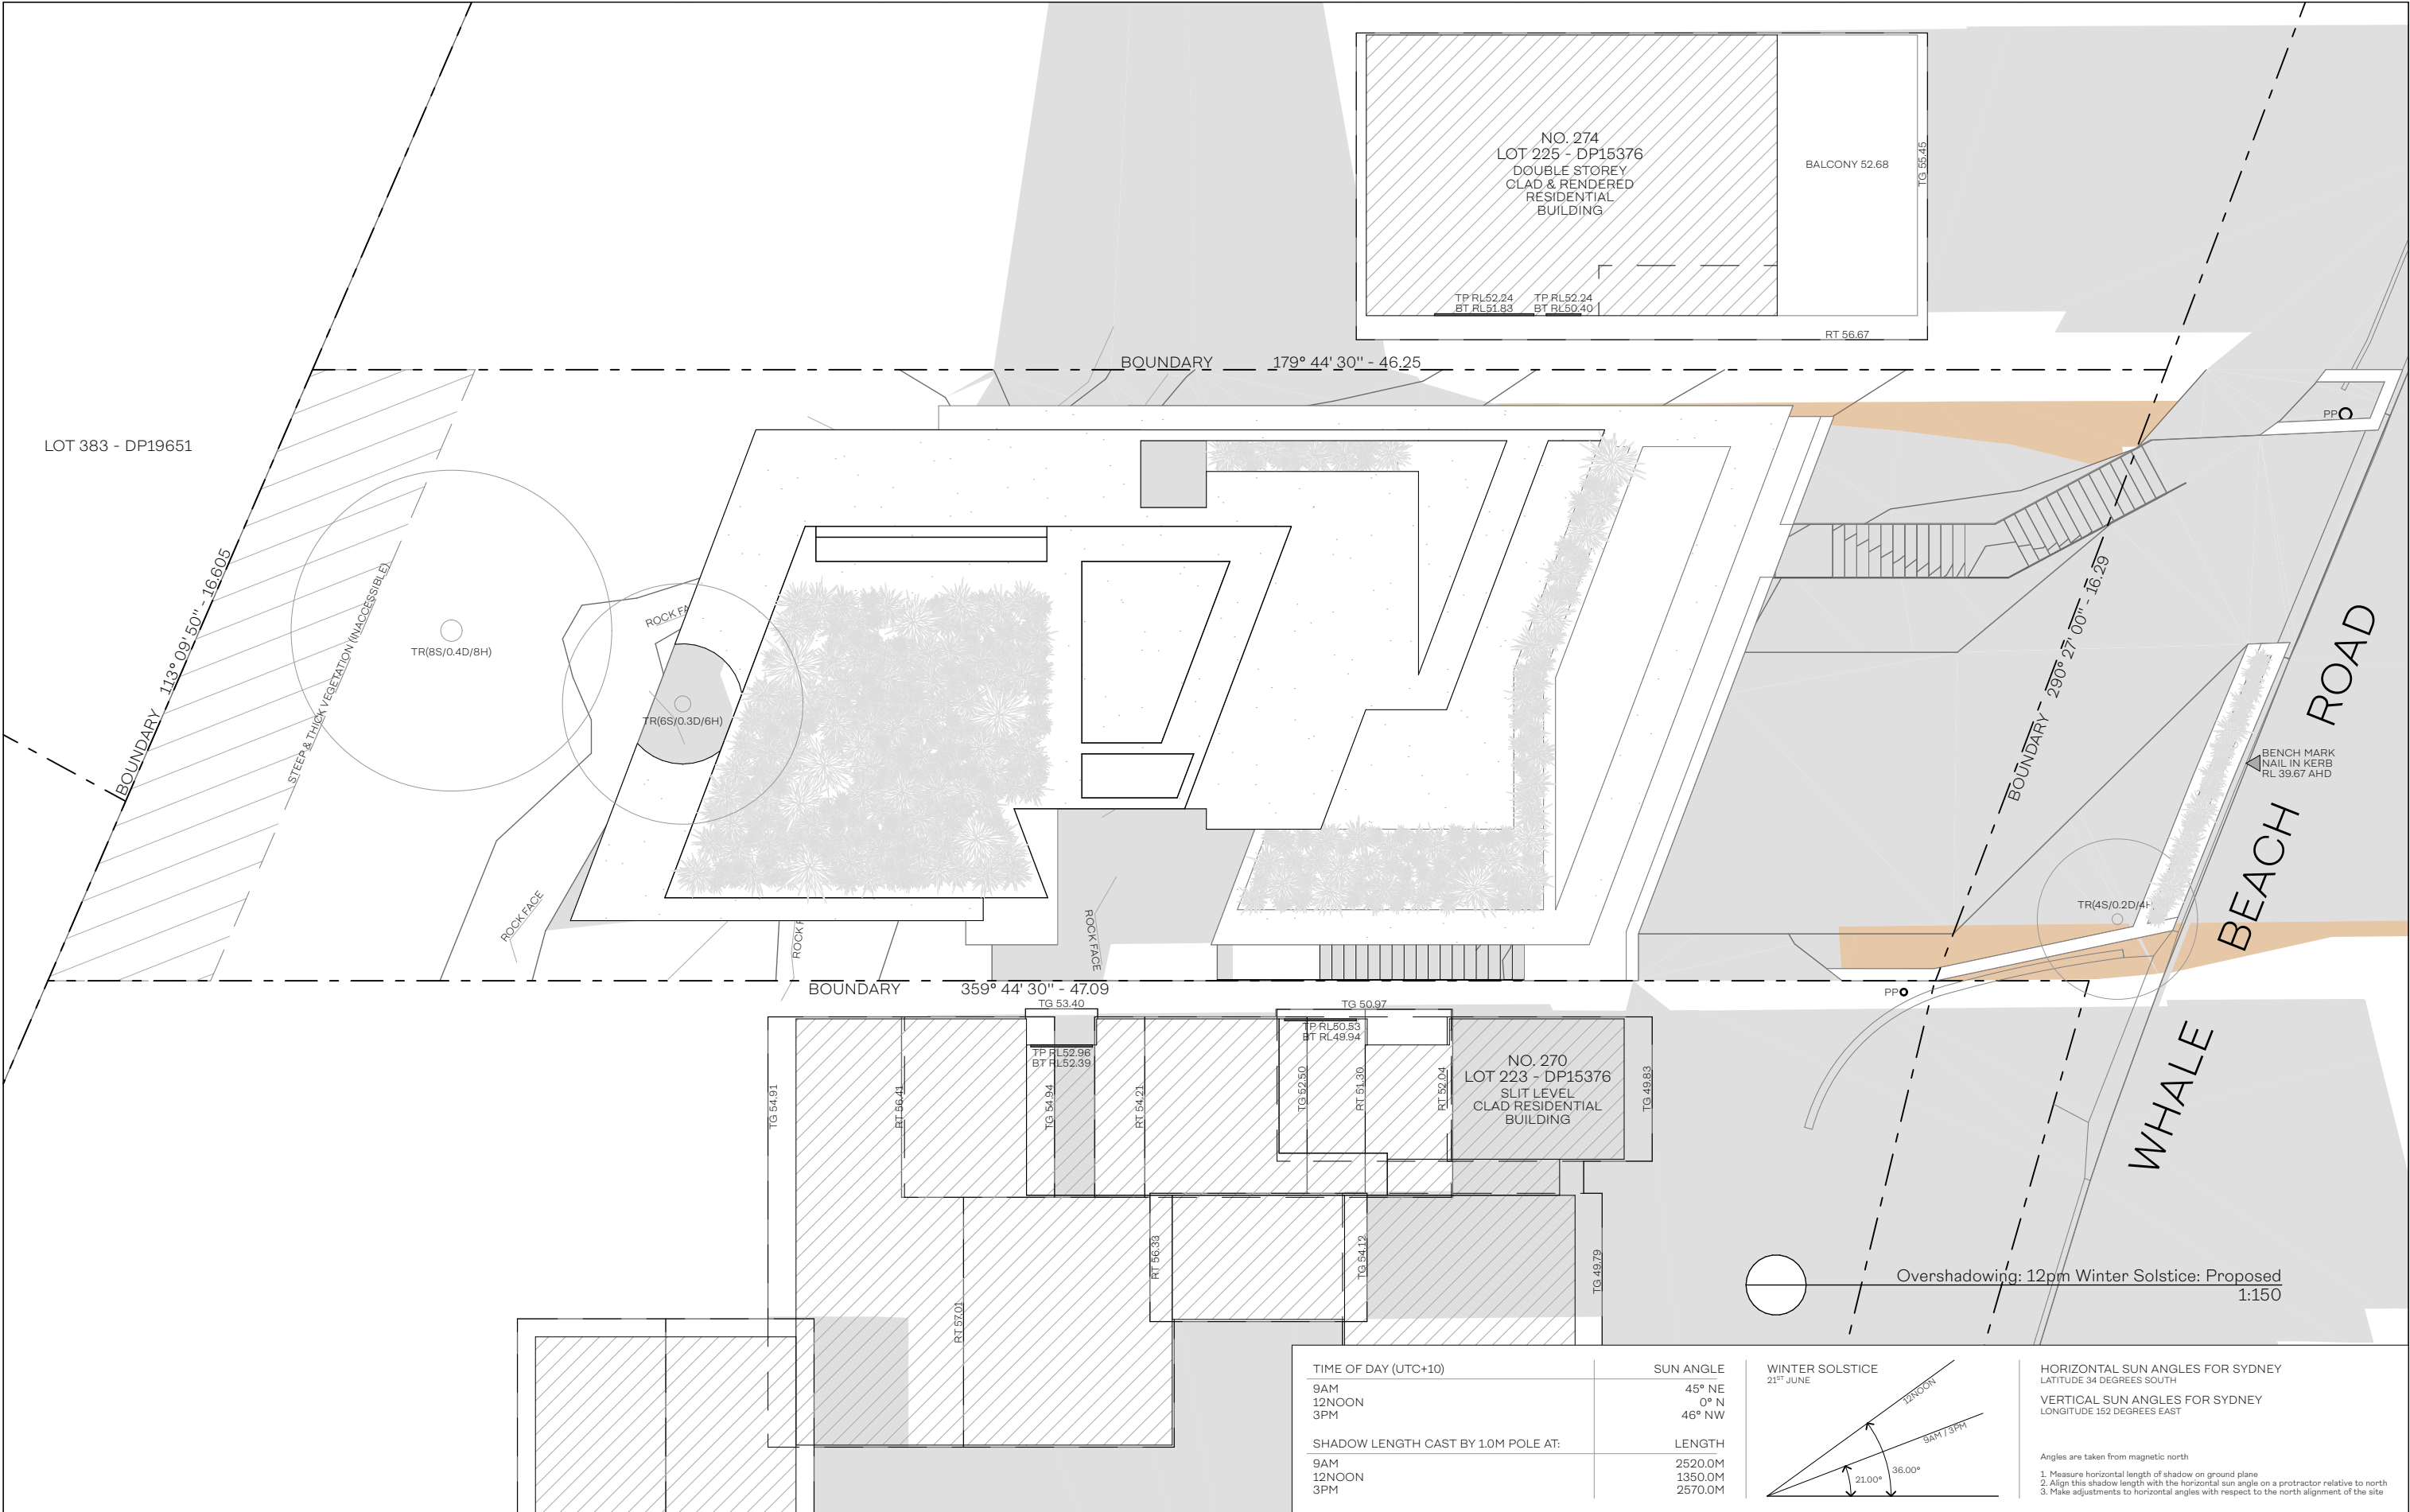 NO. 274
LOT 225 - DP15376
DOUBLE STOREY
CLAD & RENDERED
RESIDENTIAL
BUILDING
BALCONY 52.68
TG 55.45
TP RL52.24
BT RL51.83
TP RL52.24
BT RL50.40
RT 56.67
BOUNDARY 179° 44' 30" - 46.25
LOT 383 - DP19651
PP
BOUNDARY 113° 09' 50" - 16.605
STEEP & THICK VEGETATION (INACCESSIBLE)
TR(8S/0.4D/8H)
ROCK FA
TR(6S/0.3D/6H)
BOUNDARY 290° 27' 00" - 16.29
WHALE BEACH ROAD
BENCH MARK
NAIL IN KERB
RL 39.67 AHD
TR(4S/0.2D/4H
ROCK FACE
ROCK F
ROCK FACE
BOUNDARY 359° 44' 30" - 47.09
PP
TG 53.40
TG 50.97
TP RL52.96
BT RL52.39
TP RL50.53
BT RL49.94
NO. 270
LOT 223 - DP15376
SLIT LEVEL
CLAD RESIDENTIAL
BUILDING
TG 54.91
RT 56.41
TG 54.94
RT 54.21
TG 52.50
RT 51.30
RT 52.04
TG 49.83
RT 56.33
TG 54.12
TG 49.79
RT 57.01
Overshadowing: 12pm Winter Solstice: Proposed
1:150
TIME OF DAY (UTC+10) SUN ANGLE
9AM 45° NE
12NOON 0° N
3PM 46° NW
SHADOW LENGTH CAST BY 1.0M POLE AT: LENGTH
9AM 2520.0M
12NOON 1350.0M
3PM 2570.0M
WINTER SOLSTICE
21ST JUNE
12NOON
9AM / 3PM
36.00°
21.00°
HORIZONTAL SUN ANGLES FOR SYDNEY
LATITUDE 34 DEGREES SOUTH
VERTICAL SUN ANGLES FOR SYDNEY
LONGITUDE 152 DEGREES EAST
Angles are taken from magnetic north
1. Measure horizontal length of shadow on ground plane
2. Align this shadow length with the horizontal sun angle on a protractor relative to north
3. Make adjustments to horizontal angles with respect to the north alignment of the site